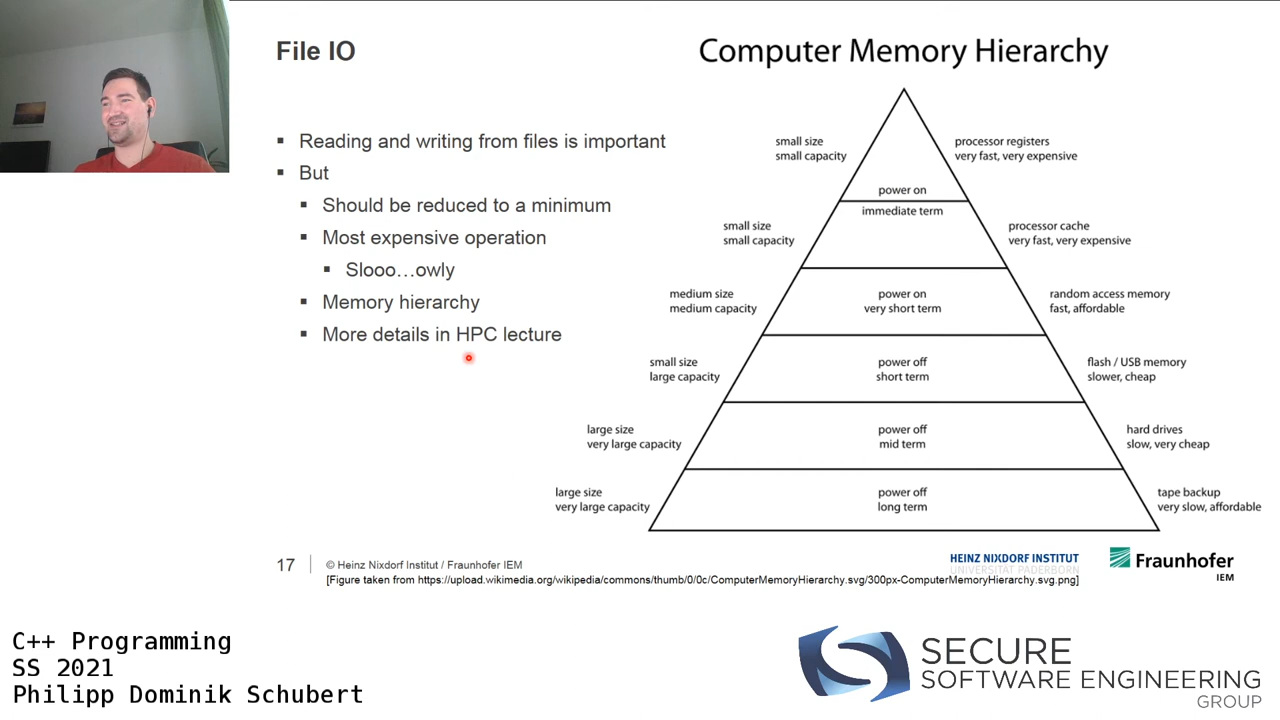 File IO
Reading and writing from files is important
But
Should be reduced to a minimum
Most expensive operation
Slooo…owly
Memory hierarchy
More details in HPC lecture
Computer Memory Hierarchy
small size
small capacity
power on
processor registers
very fast, very expensive
small size
small capacity
immediate term
processor cache
very fast, very expensive
medium size
medium capacity
power on
very short term
random access memory
fast, affordable
small size
large capacity
power off
short term
flash / USB memory
slower, cheap
large size
very large capacity
power off
mid term
hard drives
slow, very cheap
large size
very large capacity
power off
long term
tape backup
very slow, affordable
17
© Heinz Nixdorf Institut / Fraunhofer IEM
[Figure taken from https://upload.wikimedia.org/wikipedia/commons/thumb/0/0c/ComputerMemoryHierarchy.svg/300px-ComputerMemoryHierarchy.svg.png]
HEINZ NIXDORF INSTITUT
UNIVERSITÄT PADERBORN
Fraunhofer
IEM
C++ Programming
SS 2021
Philipp Dominik Schubert
SECURE
SOFTWARE ENGINEERING
GROUP